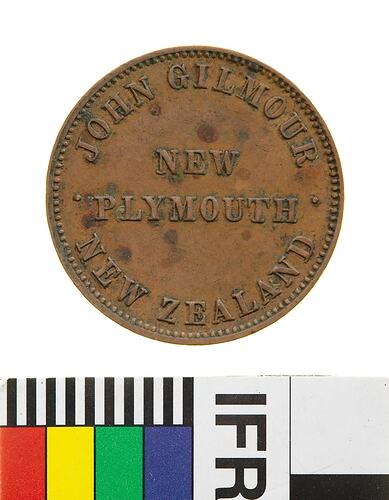 JOHN GILMOUR
NEW
· PLYMOUTH ·
NEW ZEALAND
IFR